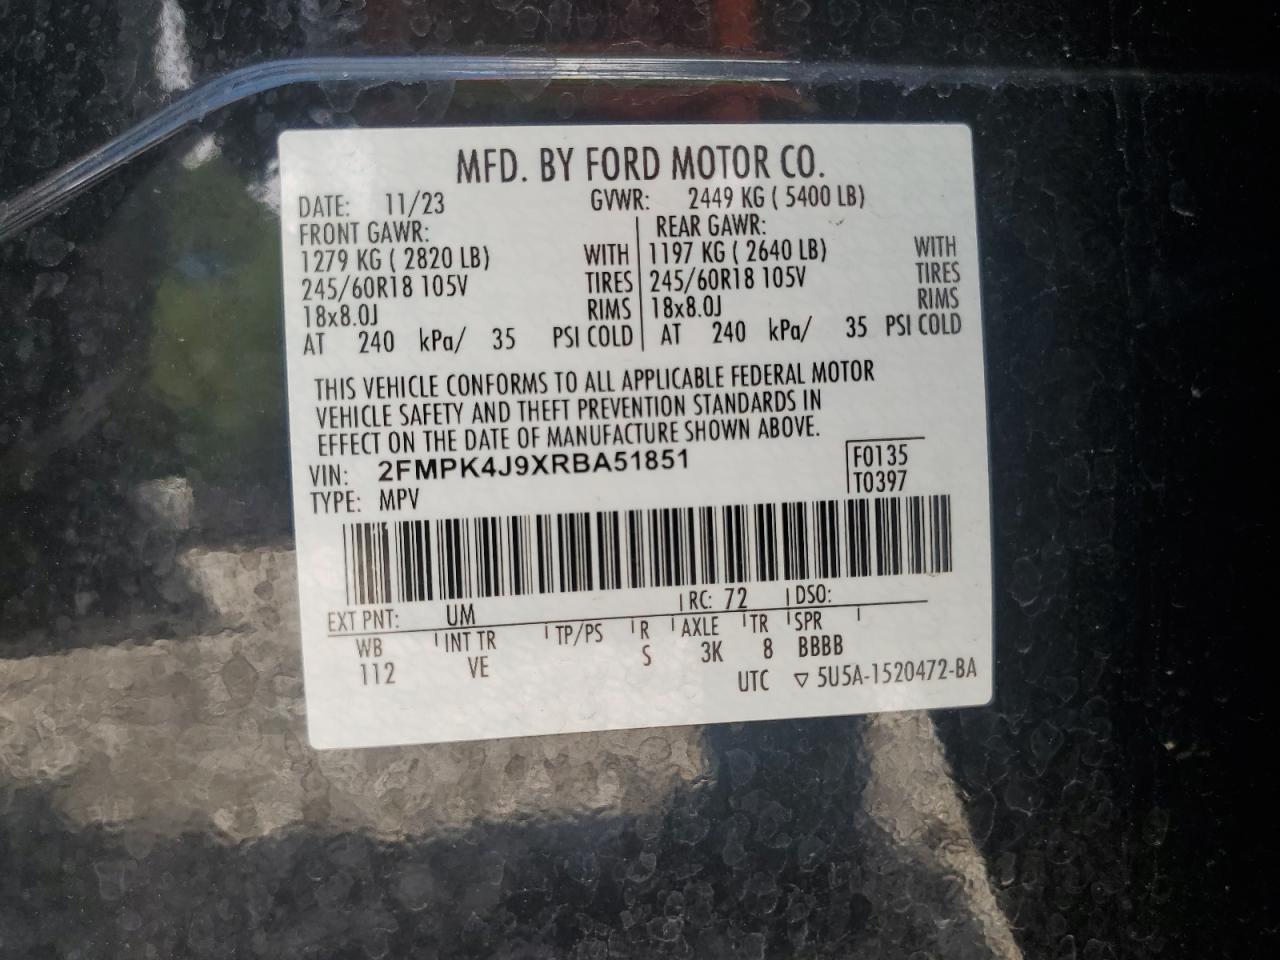 MFD. BY FORD MOTOR CO.
DATE: 11/23 GVWR: 2449 KG ( 5400 LB)
FRONT GAWR: REAR GAWR:
1279 KG ( 2820 LB) WITH 1197 KG ( 2640 LB) WITH
245/60R18 105V TIRES 245/60R18 105V TIRES
18x8.0J RIMS 18x8.0J RIMS
AT 240 kPa/ 35 PSI COLD AT 240 kPa/ 35 PSI COLD
THIS VEHICLE CONFORMS TO ALL APPLICABLE FEDERAL MOTOR
VEHICLE SAFETY AND THEFT PREVENTION STANDARDS IN
EFFECT ON THE DATE OF MANUFACTURE SHOWN ABOVE.
VIN: 2FMPK4J9XRBA51851 F0135
TYPE: MPV T0397
EXT PNT: UM RC: 72 DSO:
WB INT TR TP/PS R AXLE TR SPR
112 VE S 3K 8 BBBB
UTC ▽ 5U5A-1520472-BA